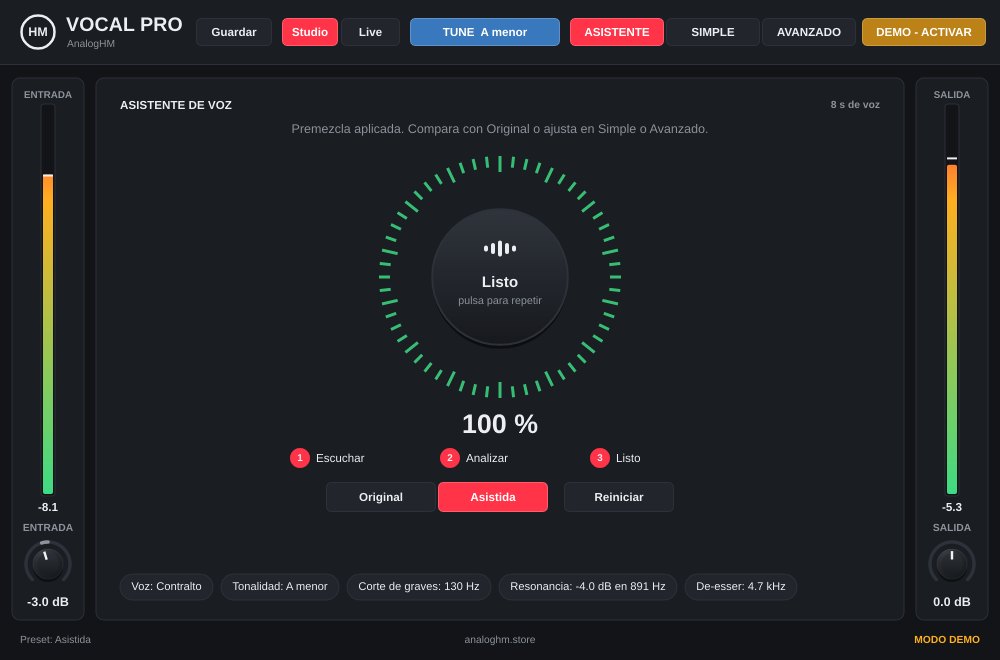 HM
VOCAL PRO
AnalogHM
Guardar
Studio
Live
TUNE A menor
ASISTENTE
SIMPLE
AVANZADO
DEMO - ACTIVAR
ENTRADA
ASISTENTE DE VOZ
8 s de voz
SALIDA
Premezcla aplicada. Compara con Original o ajusta en Simple o Avanzado.
Listo
pulsa para repetir
100 %
1 Escuchar
2 Analizar
3 Listo
Original
Asistida
Reiniciar
-8.1
-5.3
ENTRADA
SALIDA
-3.0 dB
0.0 dB
Voz: Contralto
Tonalidad: A menor
Corte de graves: 130 Hz
Resonancia: -4.0 dB en 891 Hz
De-esser: 4.7 kHz
Preset: Asistida
analoghm.store
MODO DEMO